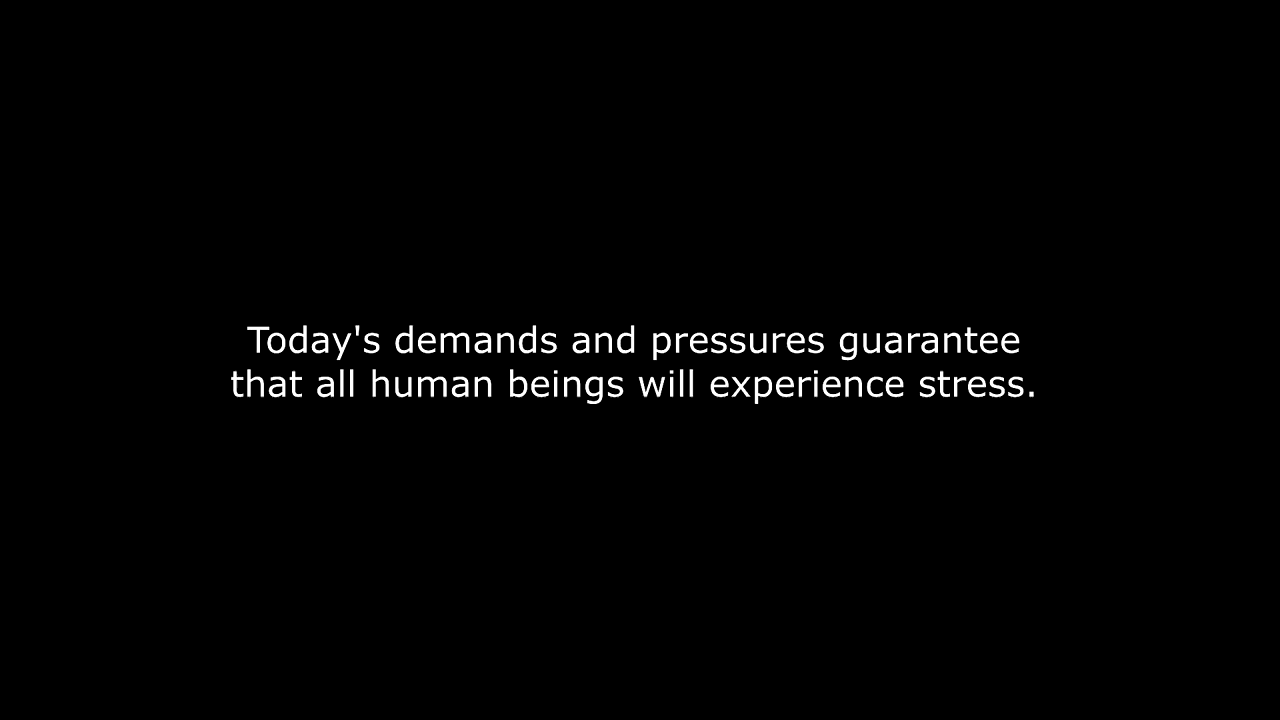 Today's demands and pressures guarantee
that all human beings will experience stress.